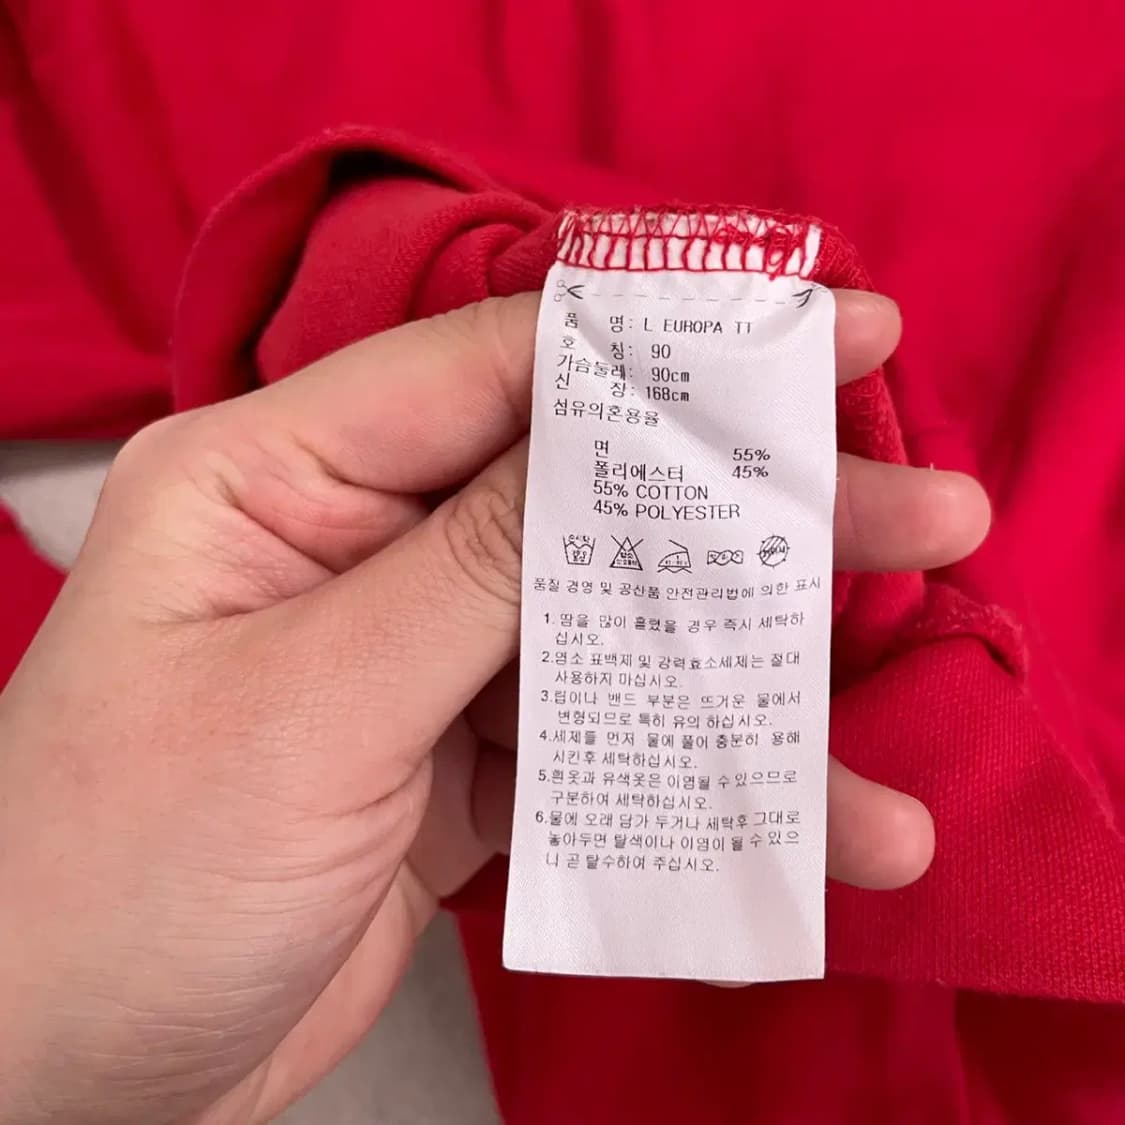 품 명: L EUROPA TT
호 칭: 90
가슴둘레: 90cm
신 장: 168cm
섬유의혼용율
면 55%
폴리에스터 45%
55% COTTON
45% POLYESTER
품질 경영 및 공산품 안전관리법에 의한 표시
1. 땀을 많이 흘렸을 경우 즉시 세탁하
십시오.
2.염소 표백제 및 강력효소세제는 절대
사용하지 마십시오.
3.립이나 밴드 부분은 뜨거운 물에서
변형되므로 특히 유의 하십시오.
4.세제를 먼저 물에 풀어 충분히 용해
시킨후 세탁하십시오.
5.흰옷과 유색옷은 이염될 수 있으므로
구분하여 세탁하십시오.
6.물에 오래 담가 두거나 세탁후 그대로
놓아두면 탈색이나 이염이 될 수 있으
니 곧 탈수하여 주십시오.